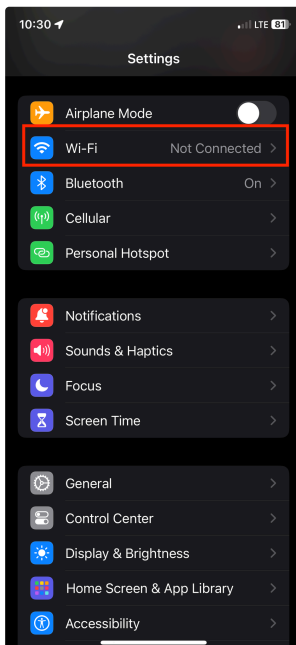 10:30
LTE 81
Settings
Airplane Mode
Wi-Fi Not Connected
Bluetooth On
Cellular
Personal Hotspot
Notifications
Sounds & Haptics
Focus
Screen Time
General
Control Center
Display & Brightness
Home Screen & App Library
Accessibility